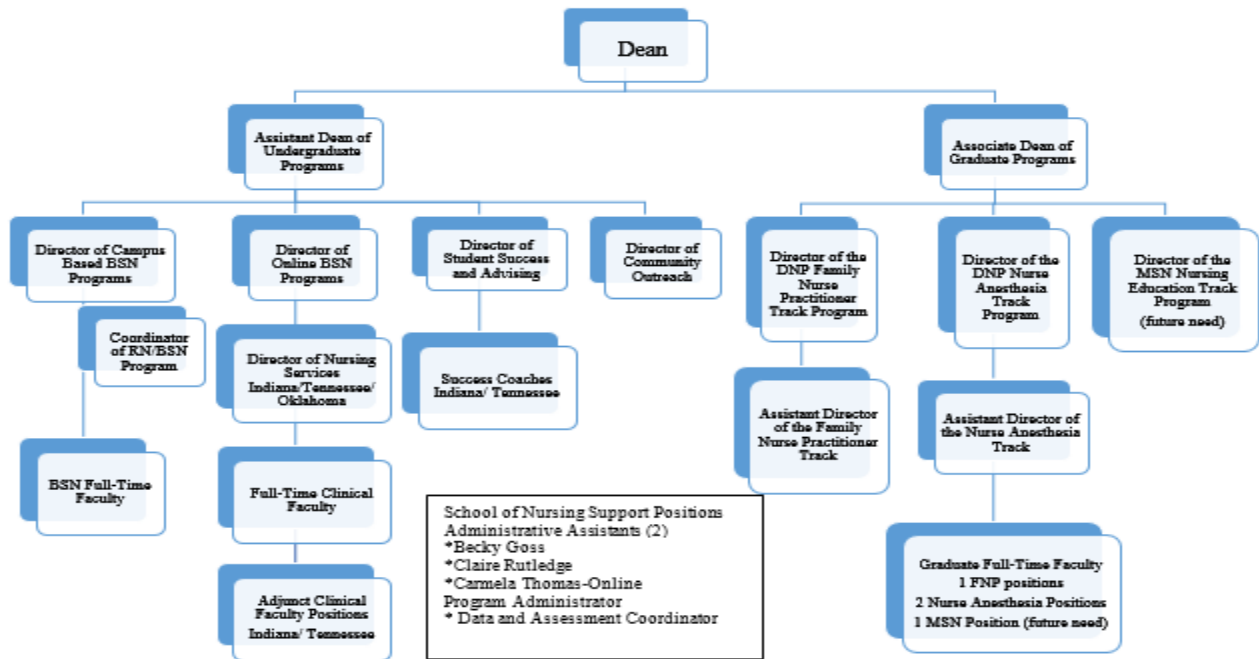 Dean
Assistant Dean of
Undergraduate
Programs
Associate Dean of
Graduate Programs
Director of Campus
Based BSN
Programs
Director of
Online BSN
Programs
Director of
Student Success
and Advising
Director of
Community
Outreach
Director of the
DNP Family
Nurse
Practitioner
Track Program
Director of the
DNP Nurse
Anesthesia
Track
Program
Director of the
MSN Nursing
Education Track
Program
(future need)
Coordinator
of RN/BSN
Program
Director of Nursing
Services
Indiana/Tennessee/
Oklahoma
Success Coaches
Indiana/ Tennessee
Assistant Director
of the Family
Nurse Practitioner
Track
Assistant Director of
the Nurse Anesthesia
Track
BSN Full-Time
Faculty
Full-Time Clinical
Faculty
Adjunct Clinical
Faculty Positions
Indiana/ Tennessee
School of Nursing Support Positions
Administrative Assistants (2)
*Becky Goss
*Claire Rutledge
*Carmela Thomas-Online
Program Administrator
* Data and Assessment Coordinator
Graduate Full-Time Faculty
1 FNP positions
2 Nurse Anesthesia Positions
1 MSN Position (future need)